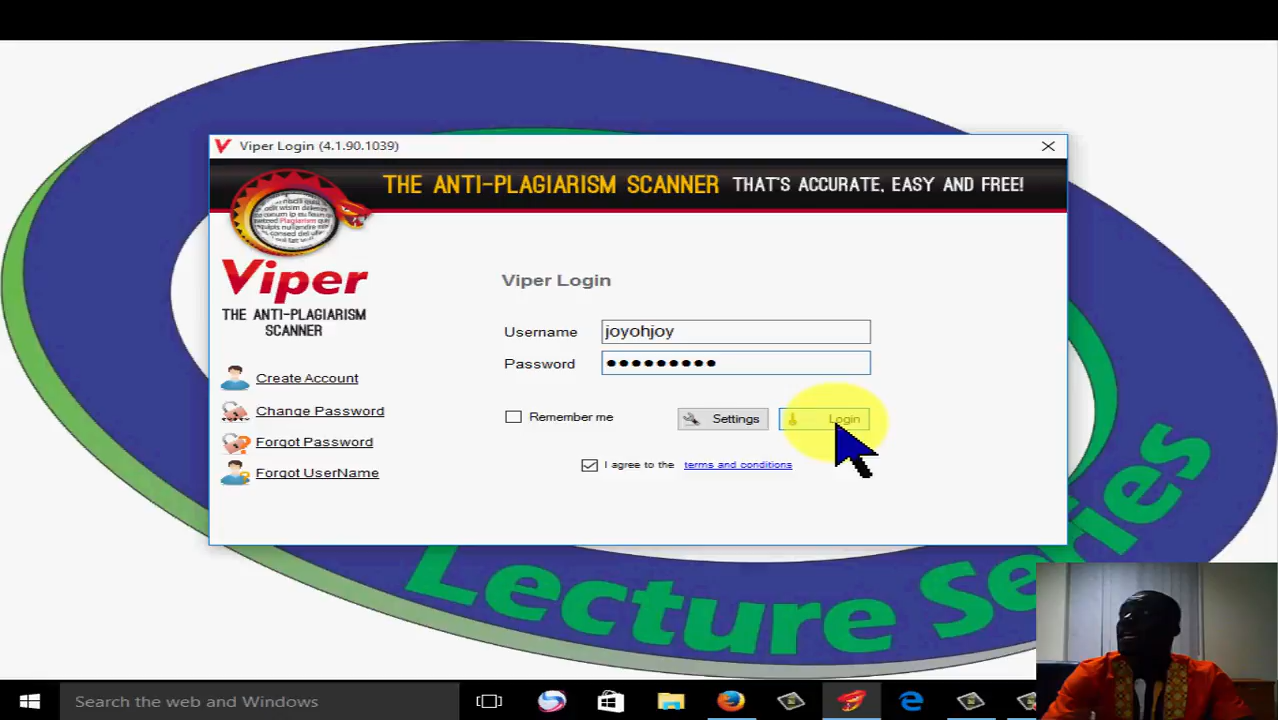 Viper Login (4.1.90.1039)
THE ANTI-PLAGIARISM SCANNER THAT'S ACCURATE, EASY AND FREE!
Viper
THE ANTI-PLAGIARISM
SCANNER
Create Account
Change Password
Forgot Password
Forgot UserName
Viper Login
Username joyohjoy
Password ●●●●●●●●●
Remember me
Settings
Login
I agree to the terms and conditions
Lecture Series
Search the web and Windows